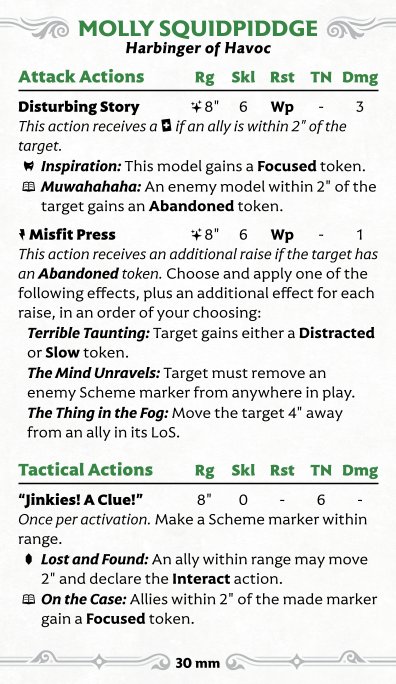 MOLLY SQUIDPIDDGE
Harbinger of Havoc
Attack Actions Rg Skl Rst TN Dmg
Disturbing Story 8" 6 Wp - 3
This action receives a if an ally is within 2" of the
target.
Inspiration: This model gains a Focused token.
Muwahahaha: An enemy model within 2" of the
target gains an Abandoned token.
Misfit Press 8" 6 Wp - 1
This action receives an additional raise if the target has
an Abandoned token. Choose and apply one of the
following effects, plus an additional effect for each
raise, in an order of your choosing:
Terrible Taunting: Target gains either a Distracted
or Slow token.
The Mind Unravels: Target must remove an
enemy Scheme marker from anywhere in play.
The Thing in the Fog: Move the target 4" away
from an ally in its LoS.
Tactical Actions Rg Skl Rst TN Dmg
“Jinkies! A Clue!” 8" 0 - 6 -
Once per activation. Make a Scheme marker within
range.
Lost and Found: An ally within range may move
2" and declare the Interact action.
On the Case: Allies within 2" of the made marker
gain a Focused token.
30 mm